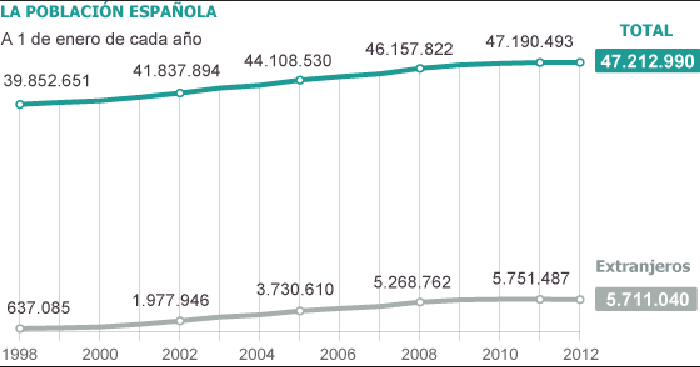 LA POBLACIÓN ESPAÑOLA
A 1 de enero de cada año
TOTAL
39.852.651
41.837.894
44.108.530
46.157.822
47.190.493
47.212.990
Extranjeros
637.085
1.977.946
3.730.610
5.268.762
5.751.487
5.711.040
1998 2000 2002 2004 2006 2008 2010 2012